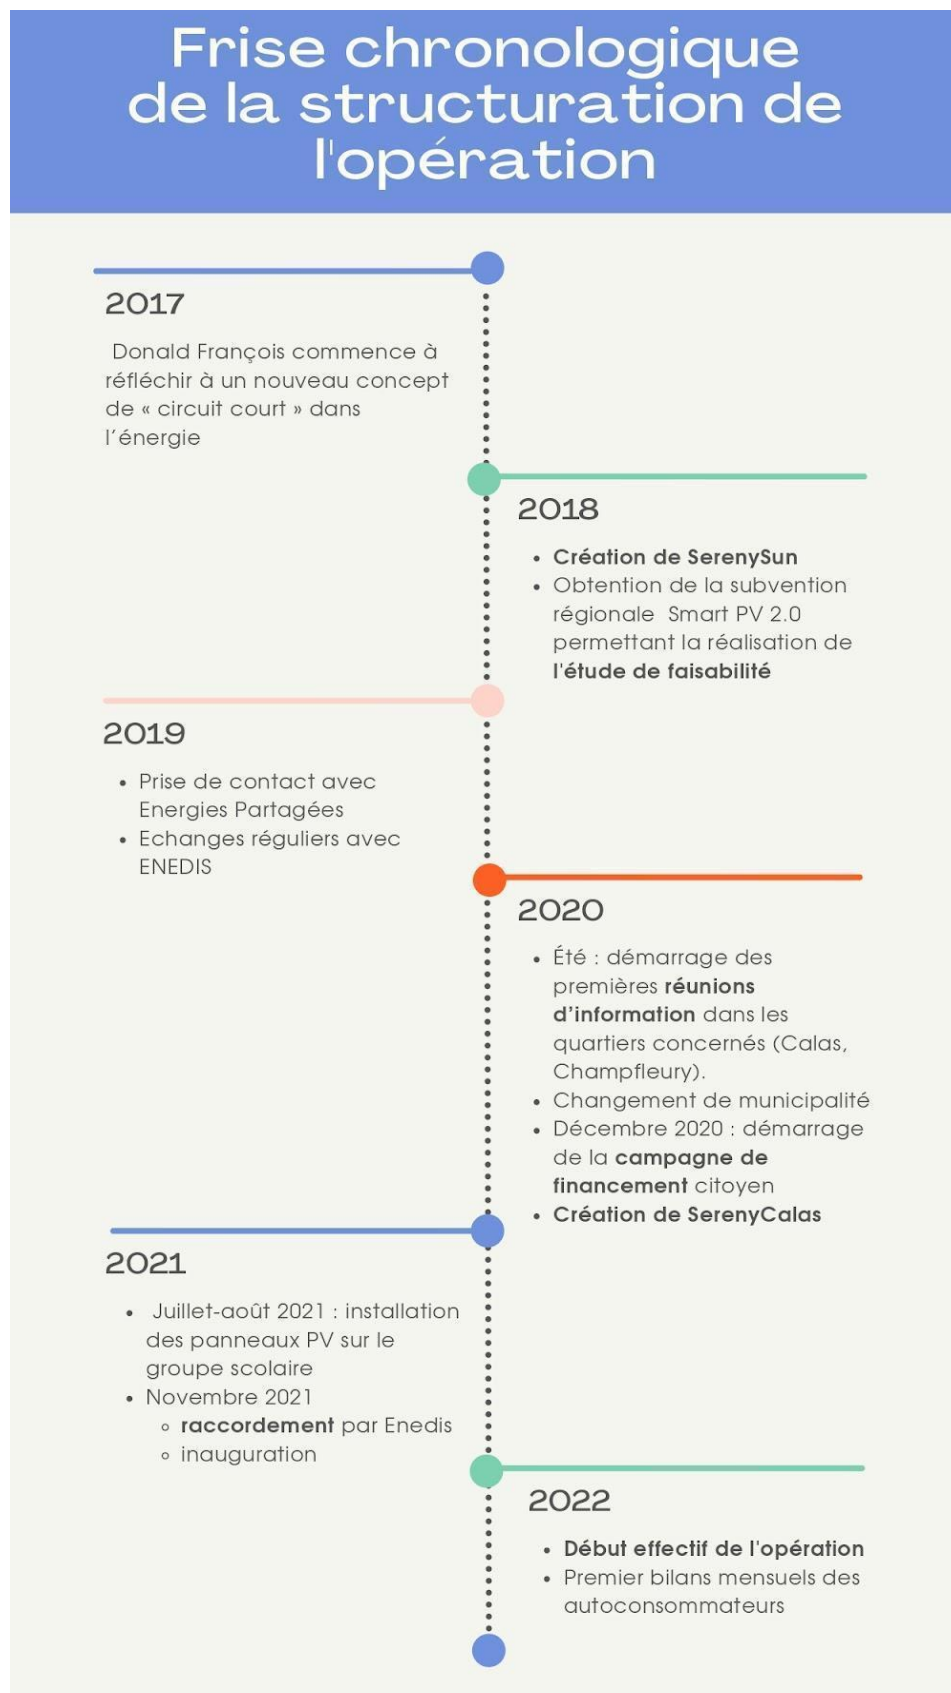 Frise chronologique
de la structuration de
l'opération
2017
Donald François commence à
réfléchir à un nouveau concept
de « circuit court » dans
l’énergie
2018
• Création de SerenySun
• Obtention de la subvention
régionale Smart PV 2.0
permettant la réalisation de
l'étude de faisabilité
2019
• Prise de contact avec
Energies Partagées
• Echanges réguliers avec
ENEDIS
2020
• Été : démarrage des
premières réunions
d’information dans les
quartiers concernés (Calas,
Champfleury).
• Changement de municipalité
• Décembre 2020 : démarrage
de la campagne de
financement citoyen
• Création de SerenyCalas
2021
• Juillet-août 2021 : installation
des panneaux PV sur le
groupe scolaire
• Novembre 2021
◦ raccordement par Enedis
◦ inauguration
2022
• Début effectif de l'opération
• Premier bilans mensuels des
autoconsommateurs